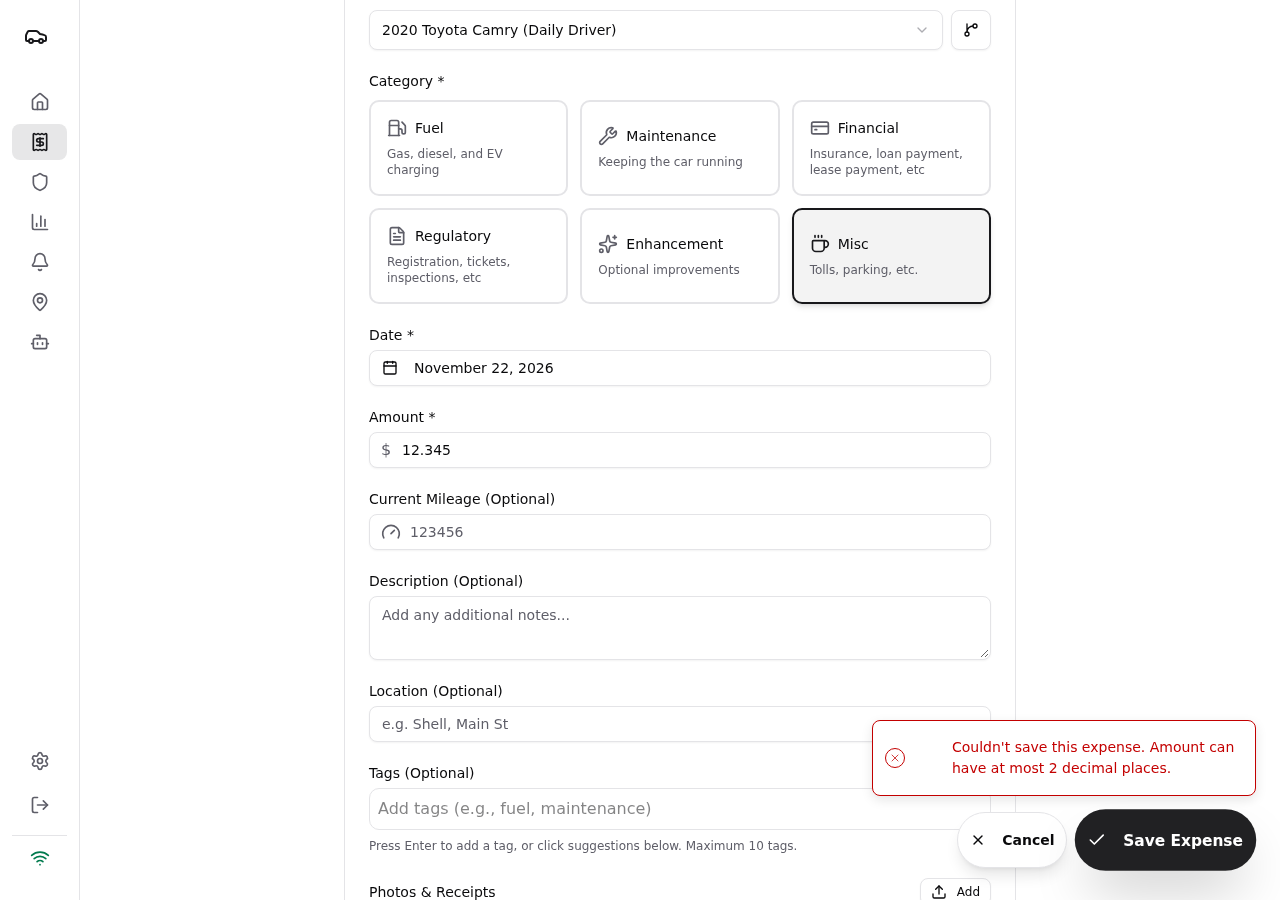 2020 Toyota Camry (Daily Driver)
Category *
Fuel
Gas, diesel, and EV
charging
Maintenance
Keeping the car running
Financial
Insurance, loan payment,
lease payment, etc
Regulatory
Registration, tickets,
inspections, etc
Enhancement
Optional improvements
Misc
Tolls, parking, etc.
Date *
November 22, 2026
Amount *
$ 12.345
Current Mileage (Optional)
123456
Description (Optional)
Add any additional notes...
Location (Optional)
e.g. Shell, Main St
Couldn't save this expense. Amount can
have at most 2 decimal places.
Tags (Optional)
Add tags (e.g., fuel, maintenance)
Press Enter to add a tag, or click suggestions below. Maximum 10 tags.
Cancel
Save Expense
Photos & Receipts
Add